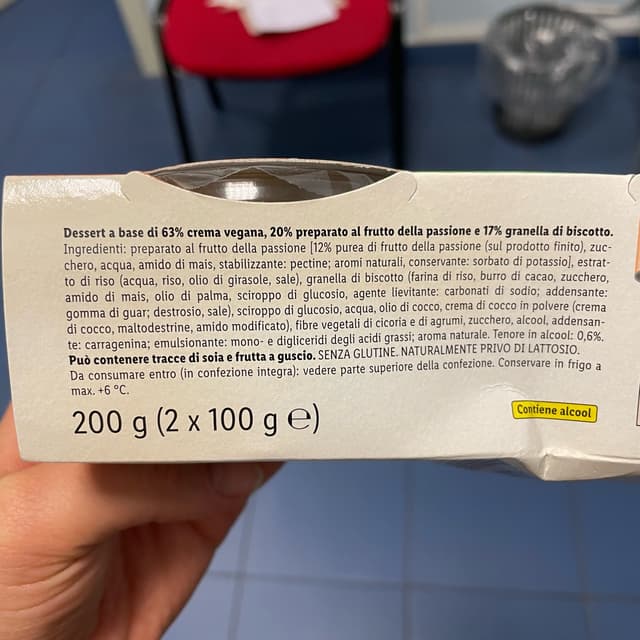 Dessert a base di 63% crema vegana, 20% preparato al frutto della passione e 17% granella di biscotto.
Ingredienti: preparato al frutto della passione [12% purea di frutto della passione (sul prodotto finito), zuc-
chero, acqua, amido di mais, stabilizzante: pectine; aromi naturali, conservante: sorbato di potassio], estrat-
to di riso (acqua, riso, olio di girasole, sale), granella di biscotto (farina di riso, burro di cacao, zucchero,
amido di mais, olio di palma, sciroppo di glucosio, agente lievitante: carbonati di sodio; addensante:
gomma di guar; destrosio, sale), sciroppo di glucosio, acqua, olio di cocco, crema di cocco in polvere (crema
di cocco, maltodestrine, amido modificato), fibre vegetali di cicoria e di agrumi, zucchero, alcool, addensan-
te: carragenina; emulsionante: mono- e digliceridi degli acidi grassi; aroma naturale. Tenore in alcool: 0,6%.
Può contenere tracce di soia e frutta a guscio. SENZA GLUTINE. NATURALMENTE PRIVO DI LATTOSIO.
Da consumare entro (in confezione integra): vedere parte superiore della confezione. Conservare in frigo a
max. +6 °C.
200 g (2 x 100 g ℮)
Contiene alcool